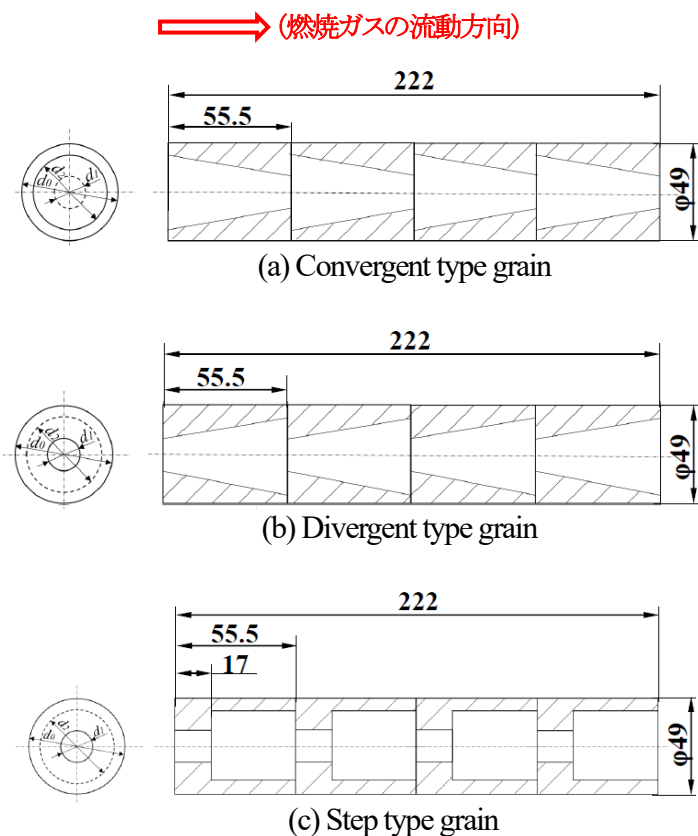 (燃焼ガスの流動方向)
222
55.5
φ49
d0
d2
d1
(a) Convergent type grain
222
55.5
φ49
d0
d2
d1
(b) Divergent type grain
222
55.5
17
φ49
d0
d2
d1
(c) Step type grain